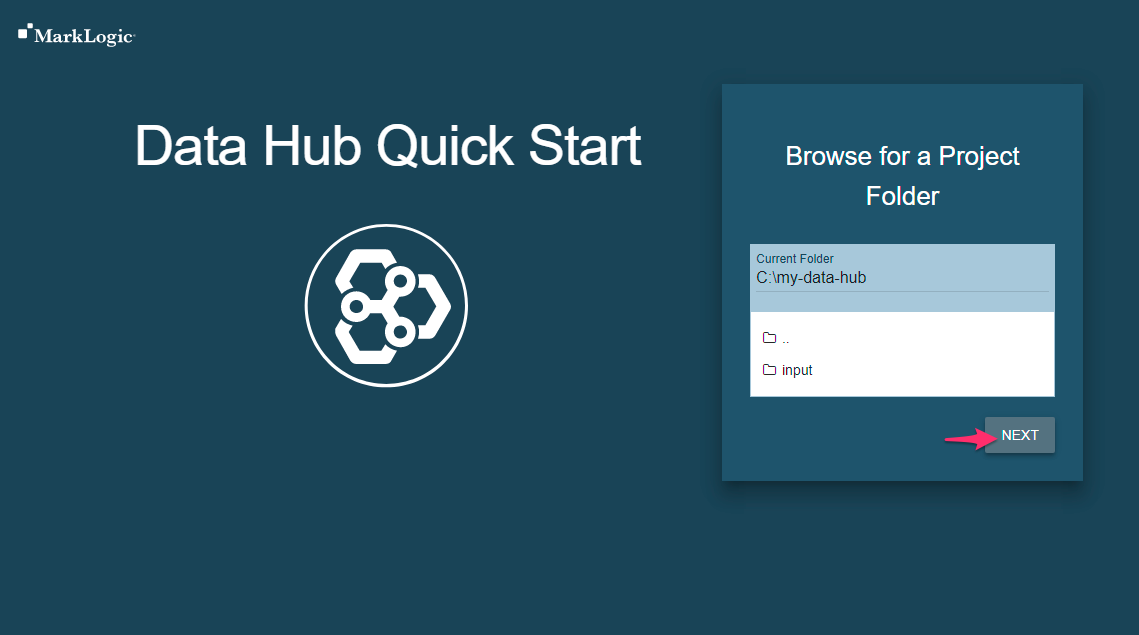 MarkLogic
Data Hub Quick Start
Browse for a Project
Folder
Current Folder
C:\my-data-hub
..
input
NEXT